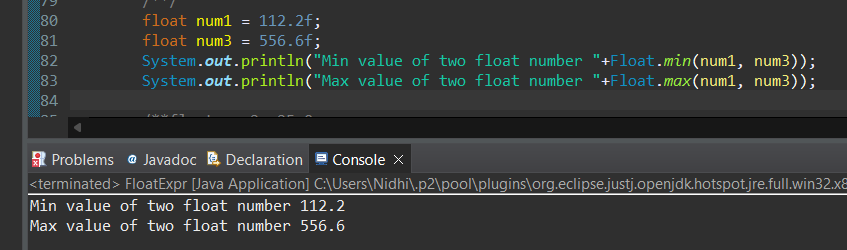 79 /**/
80 float num1 = 112.2f;
81 float num3 = 556.6f;
82 System.out.println("Min value of two float number "+Float.min(num1, num3));
83 System.out.println("Max value of two float number "+Float.max(num1, num3));
84
Problems @ Javadoc Declaration Console ×
<terminated> FloatExpr [Java Application] C:\Users\Nidhi\.p2\pool\plugins\org.eclipse.justj.openjdk.hotspot.jre.full.win32.x8
Min value of two float number 112.2
Max value of two float number 556.6